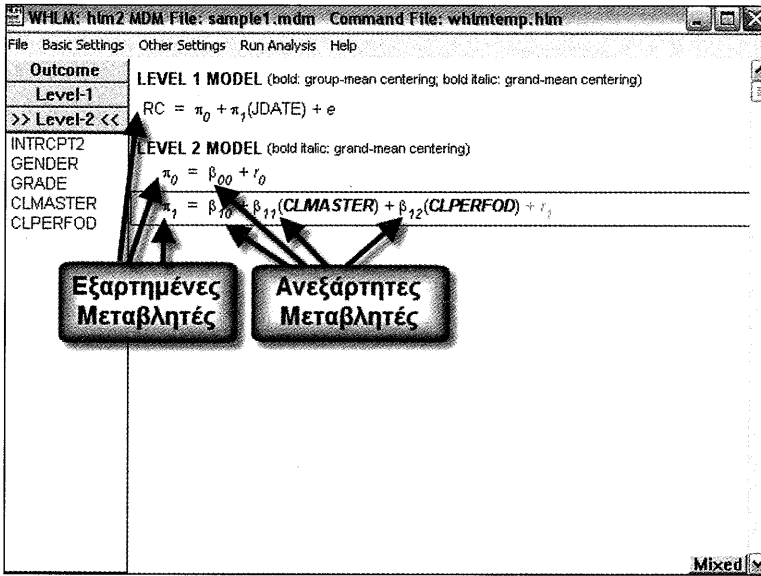 WHLM: hlm2 MDM File: sample1.mdm Command File: whlmtemp.hlm
File Basic Settings Other Settings Run Analysis Help
Outcome
Level-1
>> Level-2 <<
INTRCPT2
GENDER
GRADE
CLMASTER
CLPERFOD
LEVEL 1 MODEL (bold: group-mean centering; bold italic: grand-mean centering)
RC = π0 + π1(JDATE) + e
LEVEL 2 MODEL (bold italic: grand-mean centering)
π0 = β00 + r0
π1 = β10 + β11(CLMASTER) + β12(CLPERFOD) + r1
Εξαρτημένες
Μεταβλητές
Ανεξάρτητες
Μεταβλητές
Mixed